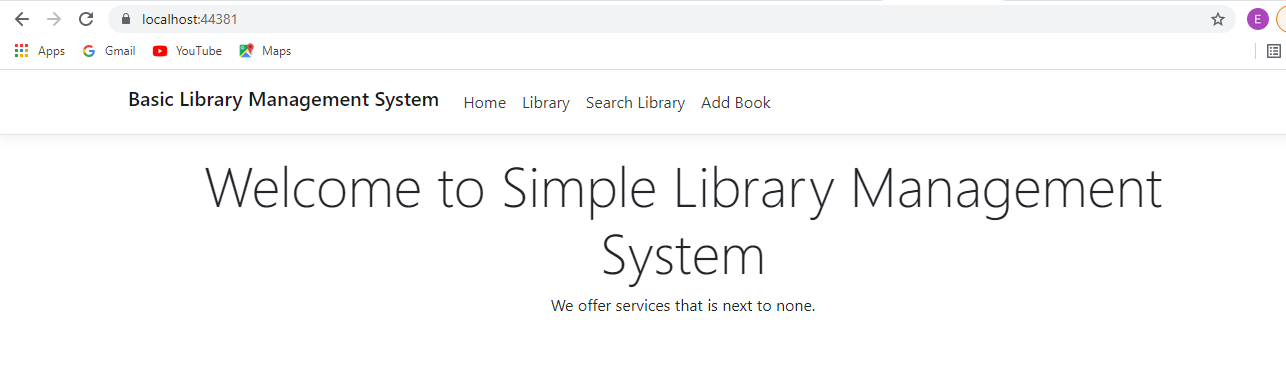 localhost:44381
E
Apps Gmail YouTube Maps
Basic Library Management System Home Library Search Library Add Book
Welcome to Simple Library Management
System
We offer services that is next to none.